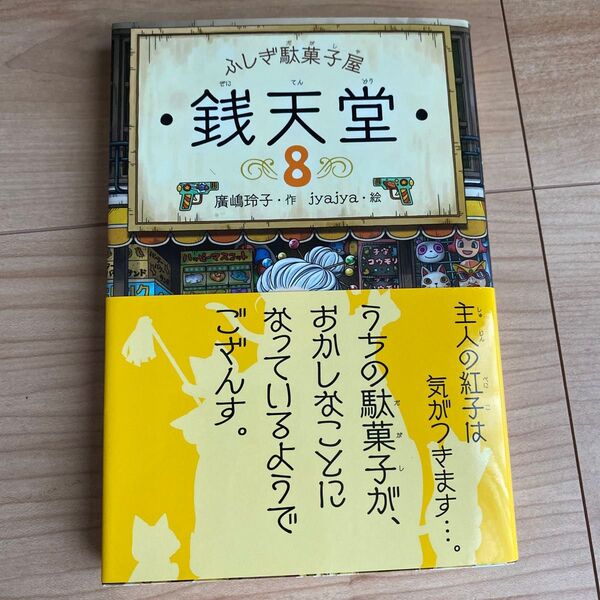 ふしぎ駄菓子屋
銭天堂
8
廣嶋玲子・作 jyajya・絵
ハッピーマスコット
チヲ
コウモリ
主人の紅子は
気がつきます…。
うちの駄菓子が、
おかしなことに
なっているようで
ござんす。